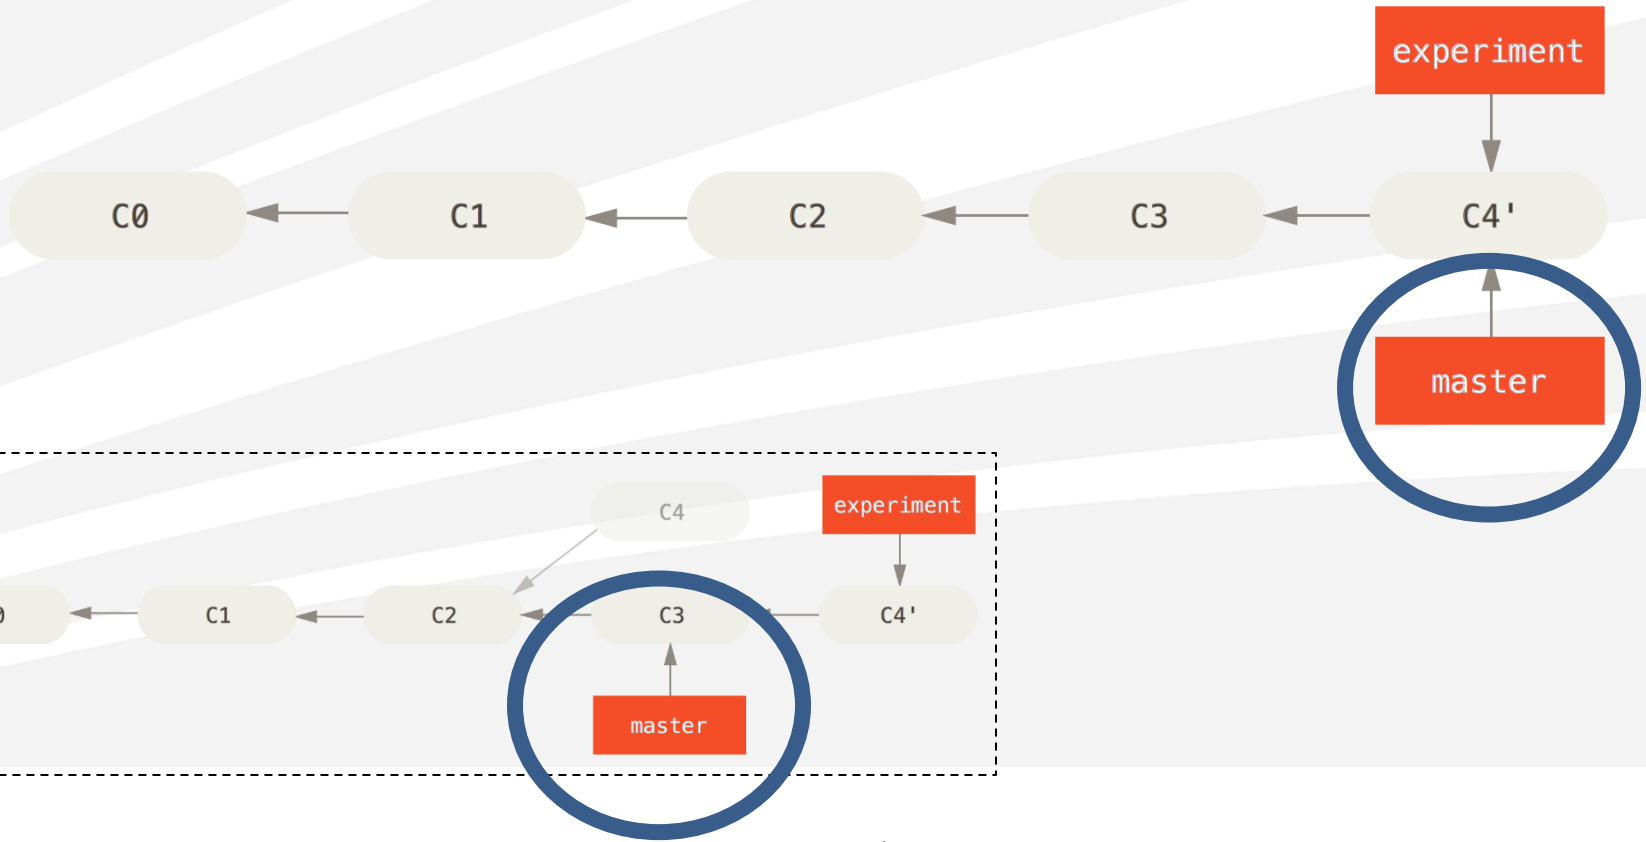 experiment
C0 C1 C2 C3 C4'
master
C4 experiment
C1 C2 C3 C4'
master